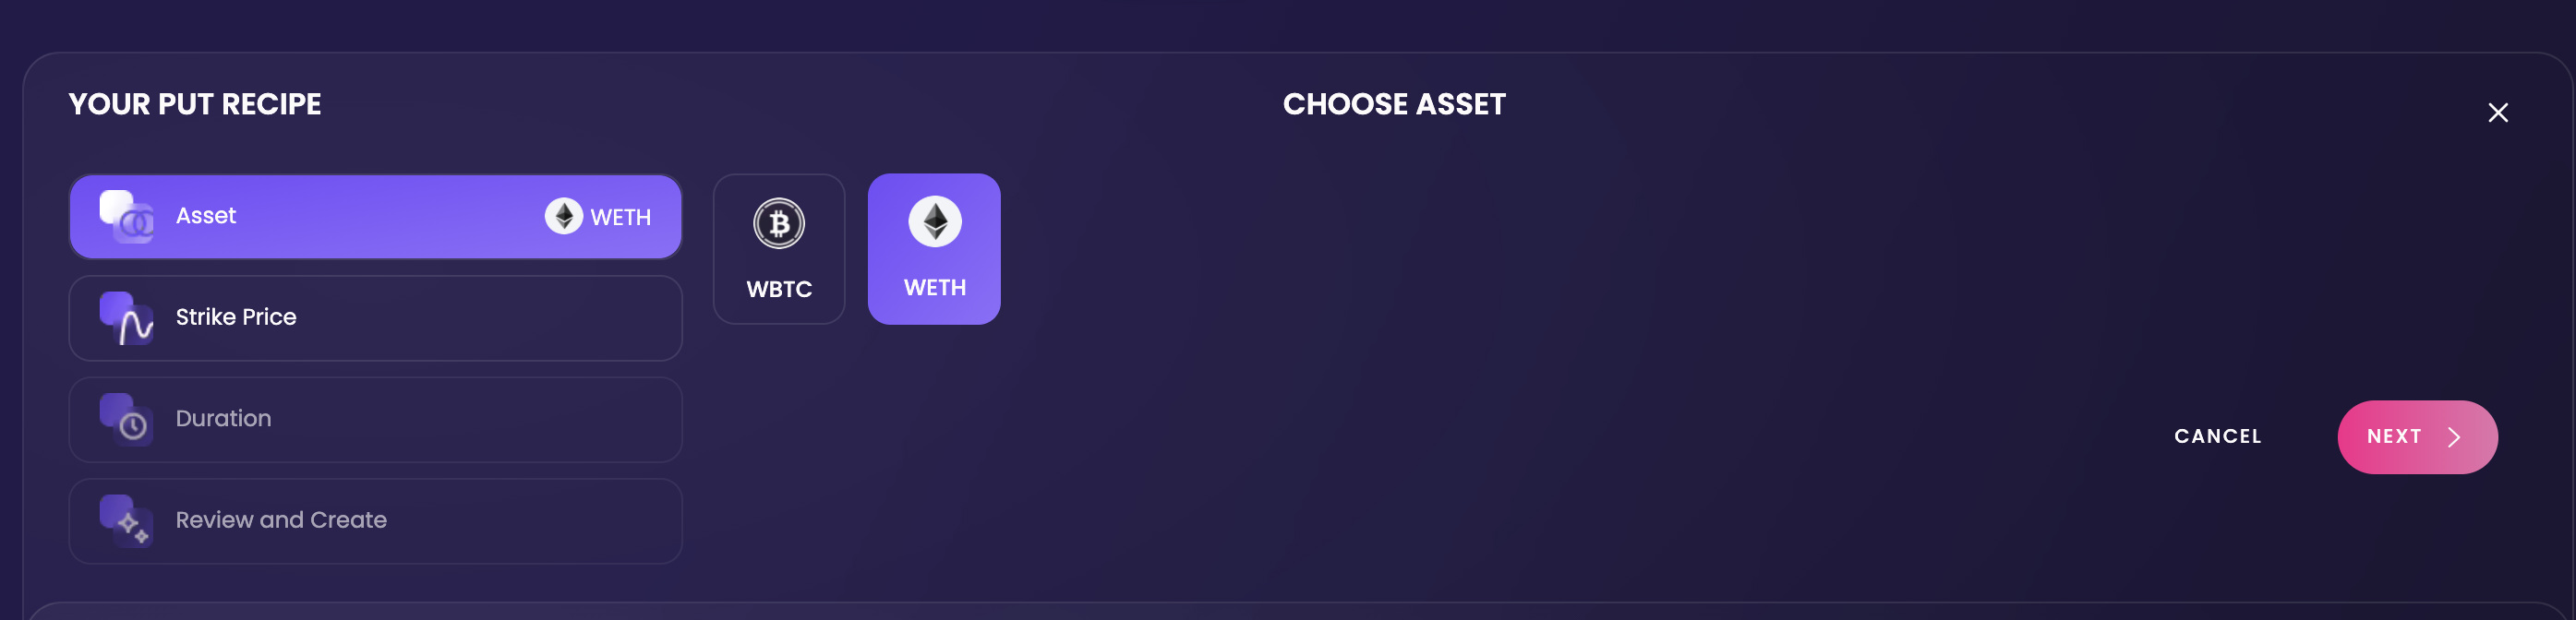 YOUR PUT RECIPE
CHOOSE ASSET
Asset
WETH
WBTC
WETH
Strike Price
Duration
CANCEL
NEXT
Review and Create